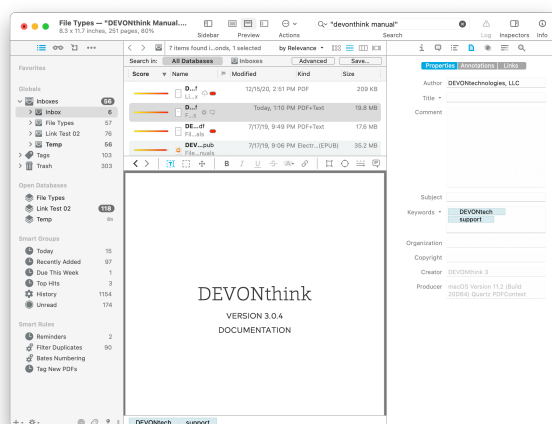 File Types — "DEVONthink Manual....
8.3 x 11.7 inches, 251 pages, 60%
Sidebar
Preview
Actions
"devonthink manual"
Search
Log
Inspectors
Info
7 items found i...onds, 1 selected
by Relevance
Search in:
All Databases
Inboxes
Advanced
Save...
Score
Name
Modified
Kind
Size
D...f
Li...x
12/15/20, 2:51 PM PDF
209 KB
D...f
F...x
Today, 1:10 PM PDF+Text
19.8 MB
DE...df
Fil...als
7/17/19, 9:49 PM PDF+Text
17.6 MB
DEV...pub
File...nuals
7/17/19, 9:06 PM Electr...(EPUB)
35.2 MB
Favorites
Globals
Inboxes 56
Inbox 6
File Types 57
Link Test 02 76
Temp 56
Tags 103
Trash 303
Open Databases
File Types
Link Test 02 118
Temp
Smart Groups
Today 15
Recently Added 97
Due This Week 1
Top Hits 3
History 1154
Unread 174
Smart Rules
Reminders 2
Filter Duplicates 90
Bates Numbering
Tag New PDFs
B I U S
DEVONthink
VERSION 3.0.4
DOCUMENTATION
DEVONtech support
Properties
Annotations
Links
Author DEVONtechnologies, LLC
Title
Comment
Subject
Keywords DEVONtech
support
Organization
Copyright
Creator DEVONthink 3
Producer macOS Version 11.2 (Build
20D64) Quartz PDFContext